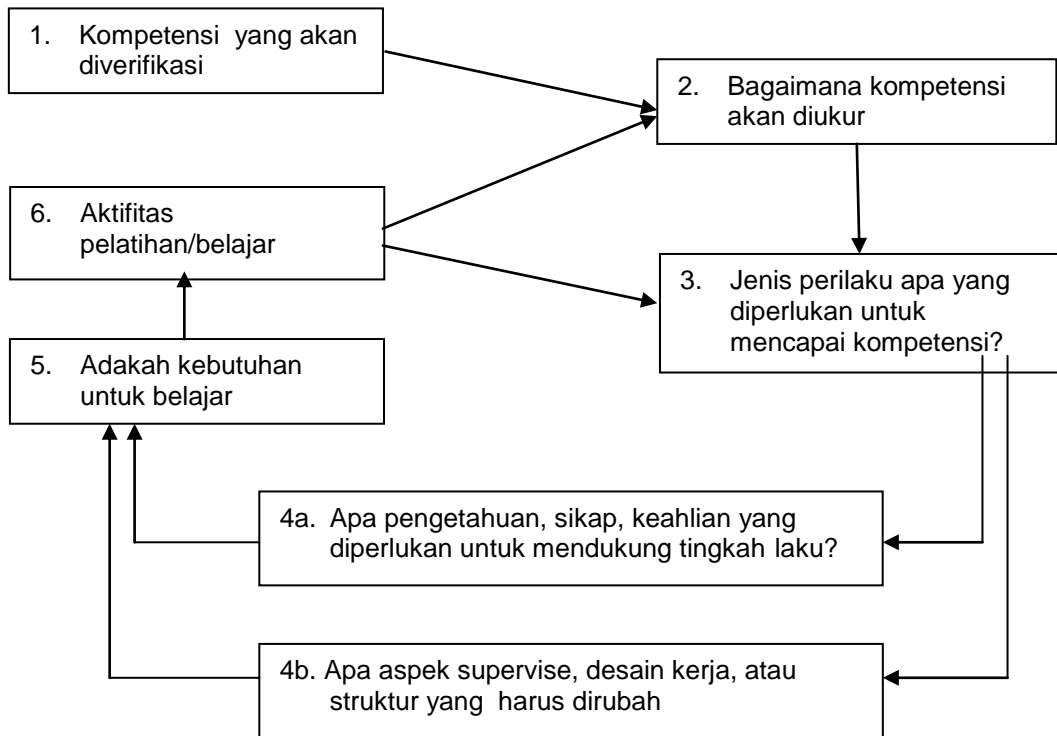 1. Kompetensi yang akan
diverifikasi
2. Bagaimana kompetensi
akan diukur
6. Aktifitas
pelatihan/belajar
3. Jenis perilaku apa yang
diperlukan untuk
mencapai kompetensi?
5. Adakah kebutuhan
untuk belajar
4a. Apa pengetahuan, sikap, keahlian yang
diperlukan untuk mendukung tingkah laku?
4b. Apa aspek supervise, desain kerja, atau
struktur yang harus dirubah